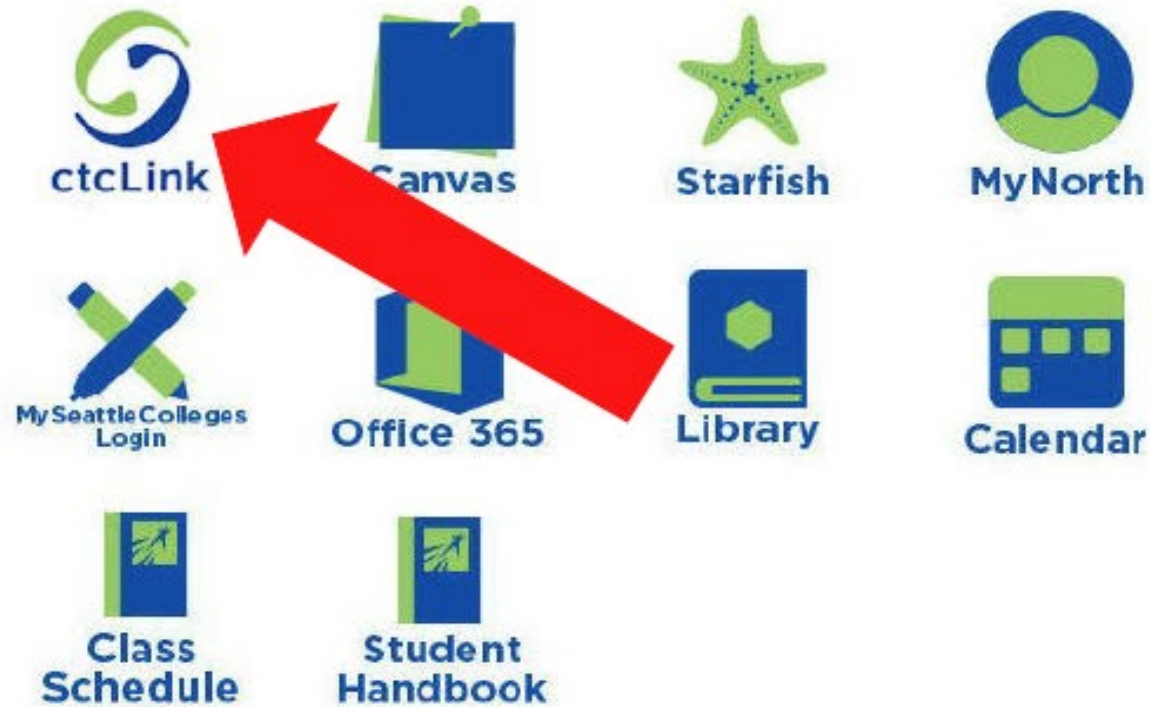 ctcLink
Canvas
Starfish
MyNorth
MySeattleColleges
Login
Office 365
Library
Calendar
Class
Schedule
Student
Handbook